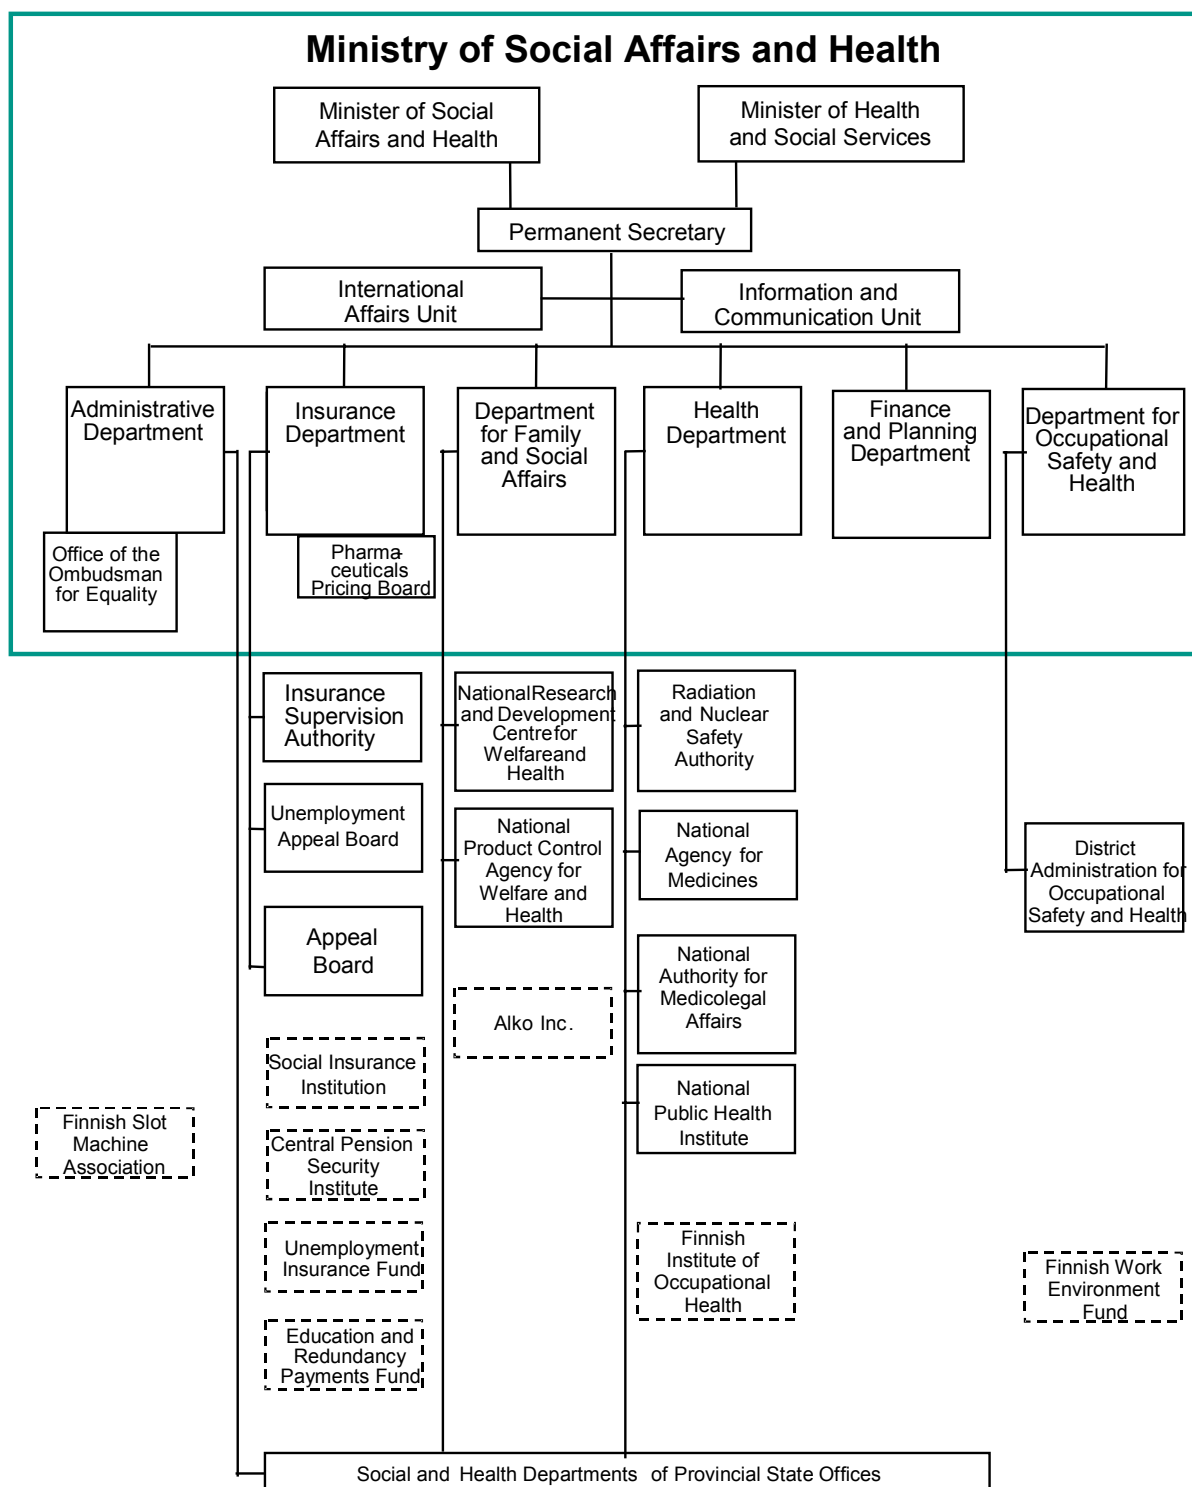 Ministry of Social Affairs and Health
Minister of Social
Affairs and Health
Minister of Health
and Social Services
Permanent Secretary
International
Affairs Unit
Information and
Communication Unit
Administrative
Department
Insurance
Department
Department
for Family
and Social
Affairs
Health
Department
Finance
and Planning
Department
Department for
Occupational
Safety and
Health
Office of the
Ombudsman
for Equality
Pharma-
ceuticals
Pricing Board
Insurance
Supervision
Authority
National Research
and Development
Centre for
Welfare and
Health
Radiation
and Nuclear
Safety
Authority
Unemployment
Appeal Board
National
Product Control
Agency for
Welfare and
Health
National
Agency for
Medicines
District
Administration for
Occupational
Safety and Health
Appeal
Board
National
Authority for
Medicolegal
Affairs
Alko Inc.
Social Insurance
Institution
National
Public Health
Institute
Finnish Slot
Machine
Association
Central Pension
Security
Institute
Unemployment
Insurance Fund
Finnish
Institute of
Occupational
Health
Finnish Work
Environment
Fund
Education and
Redundancy
Payments Fund
Social and Health Departments of Provincial State Offices